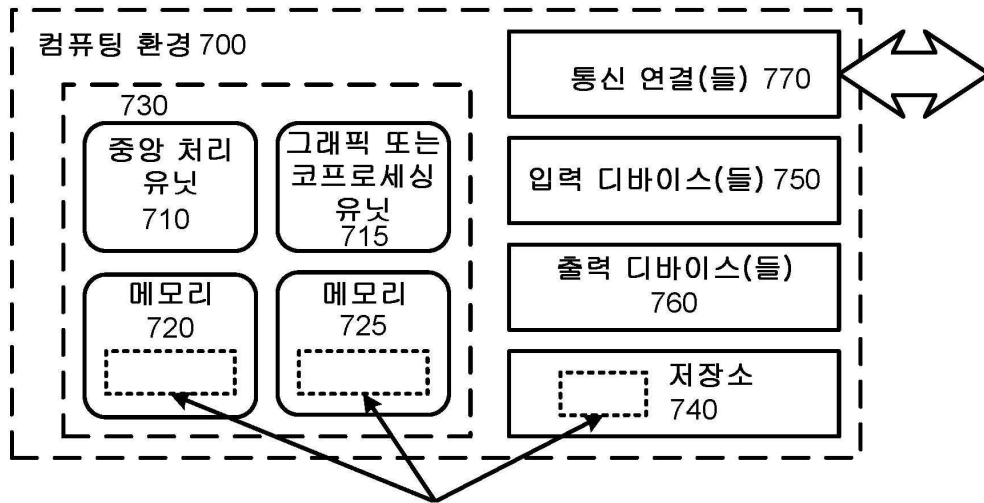 컴퓨팅 환경 700
730
중앙 처리
유닛
710
그래픽 또는
코프로세싱
유닛
715
메모리
720
메모리
725
통신 연결(들) 770
입력 디바이스(들) 750
출력 디바이스(들)
760
저장소
740